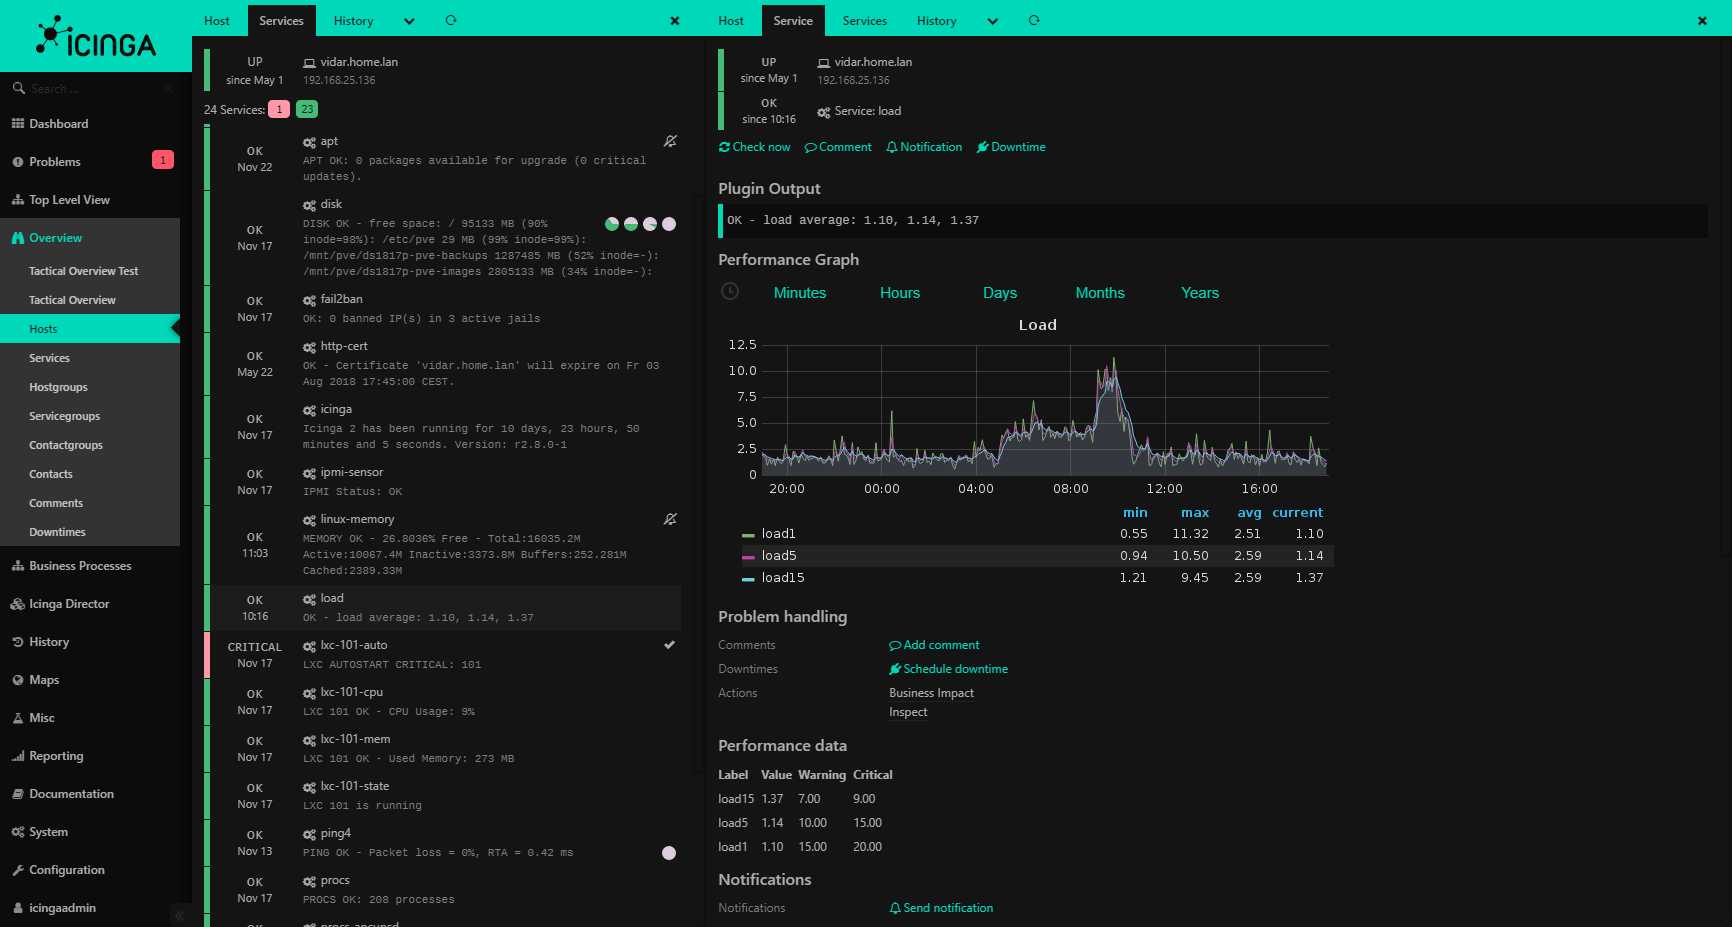 ICINGA
Search ...
Dashboard
Problems
1
Top Level View
Overview
Tactical Overview Test
Tactical Overview
Hosts
Services
Hostgroups
Servicegroups
Contactgroups
Contacts
Comments
Downtimes
Business Processes
Icinga Director
History
Maps
Misc
Reporting
Documentation
System
Configuration
icingaadmin
Host Services History
UP
since May 1
vidar.home.lan
192.168.25.136
24 Services: 1 23
OK
Nov 22
apt
APT OK: 0 packages available for upgrade (0 critical
updates).
OK
Nov 17
disk
DISK OK - free space: / 95133 MB (90%
inode=98%): /etc/pve 29 MB (99% inode=99%):
/mnt/pve/ds1817p-pve-backups 1287485 MB (52% inode=-):
/mnt/pve/ds1817p-pve-images 2805133 MB (34% inode=-):
OK
Nov 17
fail2ban
OK: 0 banned IP(s) in 3 active jails
OK
May 22
http-cert
OK - Certificate 'vidar.home.lan' will expire on Fr 03
Aug 2018 17:45:00 CEST.
OK
Nov 17
icinga
Icinga 2 has been running for 10 days, 23 hours, 50
minutes and 5 seconds. Version: r2.8.0-1
OK
Nov 17
ipmi-sensor
IPMI Status: OK
OK
11:03
linux-memory
MEMORY OK - 26.8036% Free - Total:16035.2M
Active:10067.4M Inactive:3373.8M Buffers:252.281M
Cached:2389.33M
OK
10:16
load
OK - load average: 1.10, 1.14, 1.37
CRITICAL
Nov 17
lxc-101-auto
LXC AUTOSTART CRITICAL: 101
OK
Nov 17
lxc-101-cpu
LXC 101 OK - CPU Usage: 9%
OK
Nov 17
lxc-101-mem
LXC 101 OK - Used Memory: 273 MB
OK
Nov 17
lxc-101-state
LXC 101 is running
OK
Nov 13
ping4
PING OK - Packet loss = 0%, RTA = 0.42 ms
OK
Nov 17
procs
PROCS OK: 208 processes
OK
Host Service Services History
UP
since May 1
vidar.home.lan
192.168.25.136
OK
since 10:16
Service: load
Check now Comment Notification Downtime
Plugin Output
OK - load average: 1.10, 1.14, 1.37
Performance Graph
Minutes Hours Days Months Years
Load
12.5
10.0
7.5
5.0
2.5
0
20:00 00:00 04:00 08:00 12:00 16:00
min max avg current
load1 0.55 11.32 2.51 1.10
load5 0.94 10.50 2.59 1.14
load15 1.21 9.45 2.59 1.37
Problem handling
Comments Add comment
Downtimes Schedule downtime
Actions Business Impact
Inspect
Performance data
Label Value Warning Critical
load15 1.37 7.00 9.00
load5 1.14 10.00 15.00
load1 1.10 15.00 20.00
Notifications
Notifications Send notification